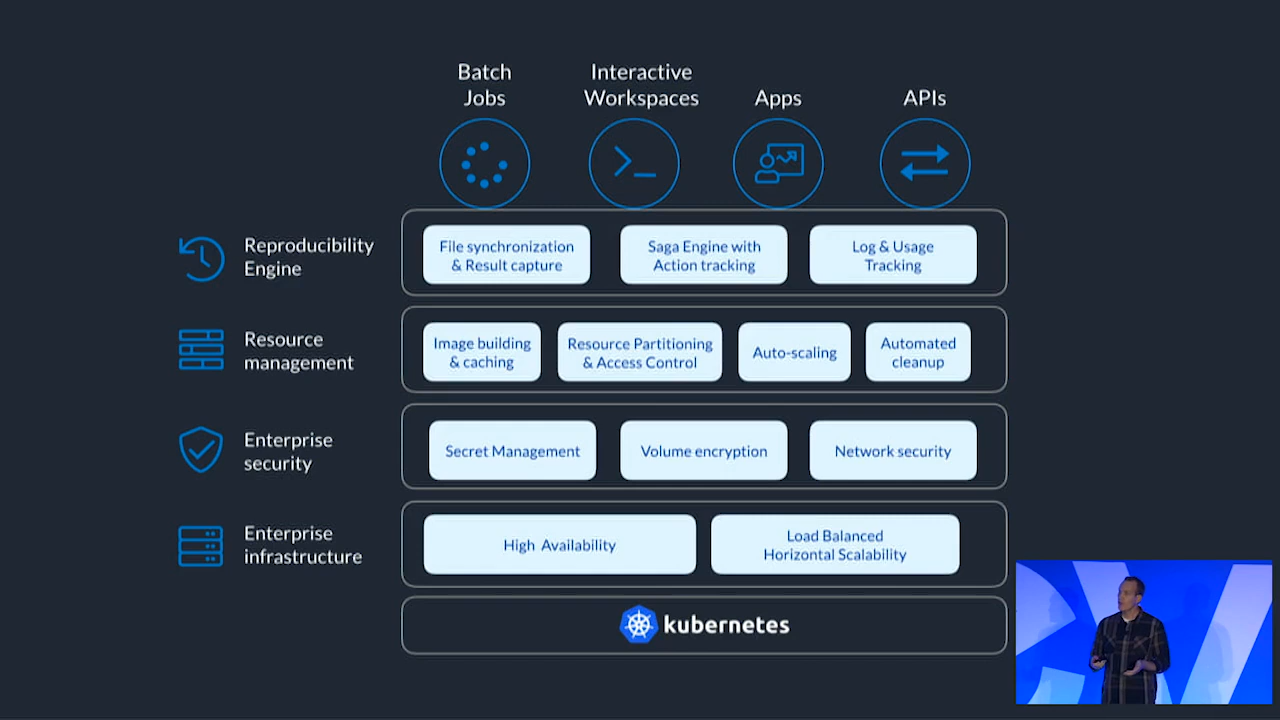 Batch
Jobs
Interactive
Workspaces
Apps
APIs
Reproducibility
Engine
File synchronization
& Result capture
Saga Engine with
Action tracking
Log & Usage
Tracking
Resource
management
Image building
& caching
Resource Partitioning
& Access Control
Auto-scaling
Automated
cleanup
Enterprise
security
Secret Management
Volume encryption
Network security
Enterprise
infrastructure
High Availability
Load Balanced
Horizontal Scalability
kubernetes